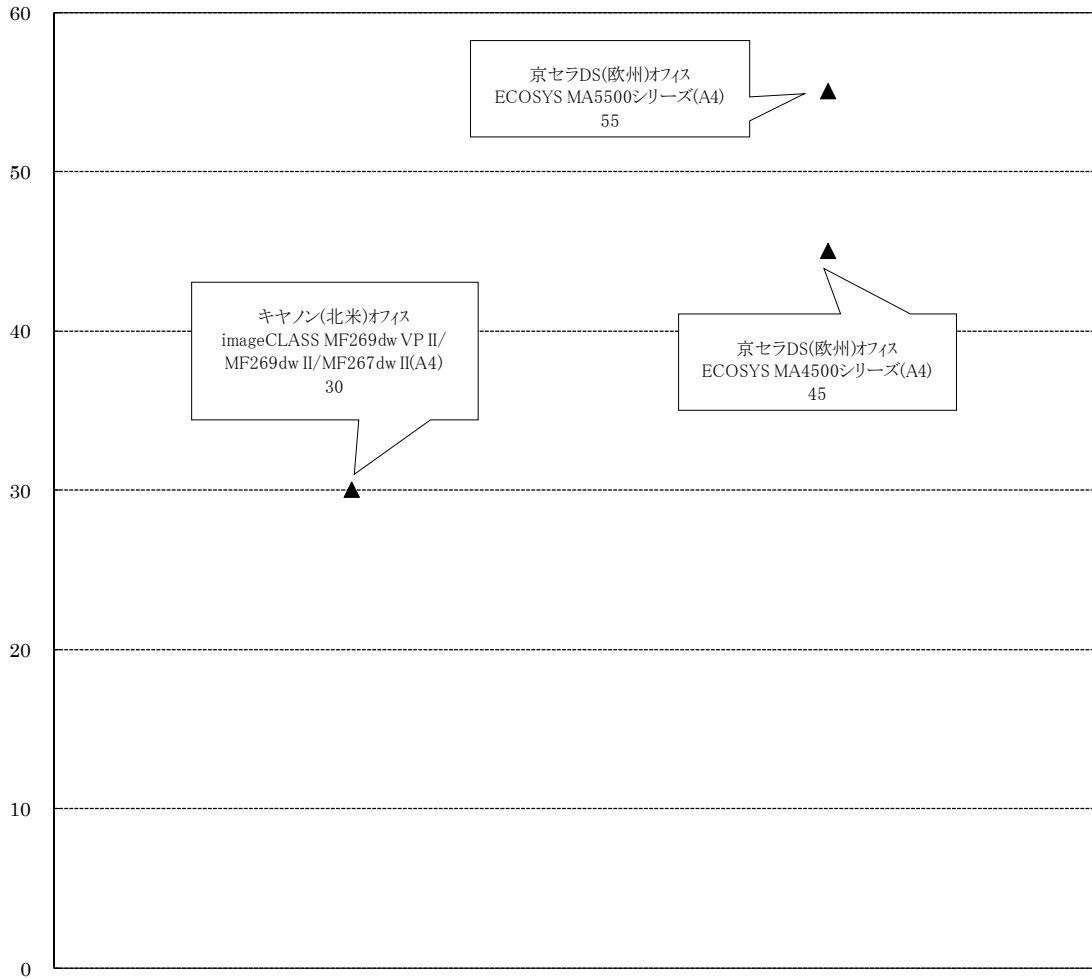 60
50
40
30
20
10
0
京セラDS(欧州)オフィス
ECOSYS MA5500シリーズ(A4)
55
キヤノン(北米)オフィス
imageCLASS MF269dw VP II/
MF269dw II/MF267dw II(A4)
30
京セラDS(欧州)オフィス
ECOSYS MA4500シリーズ(A4)
45